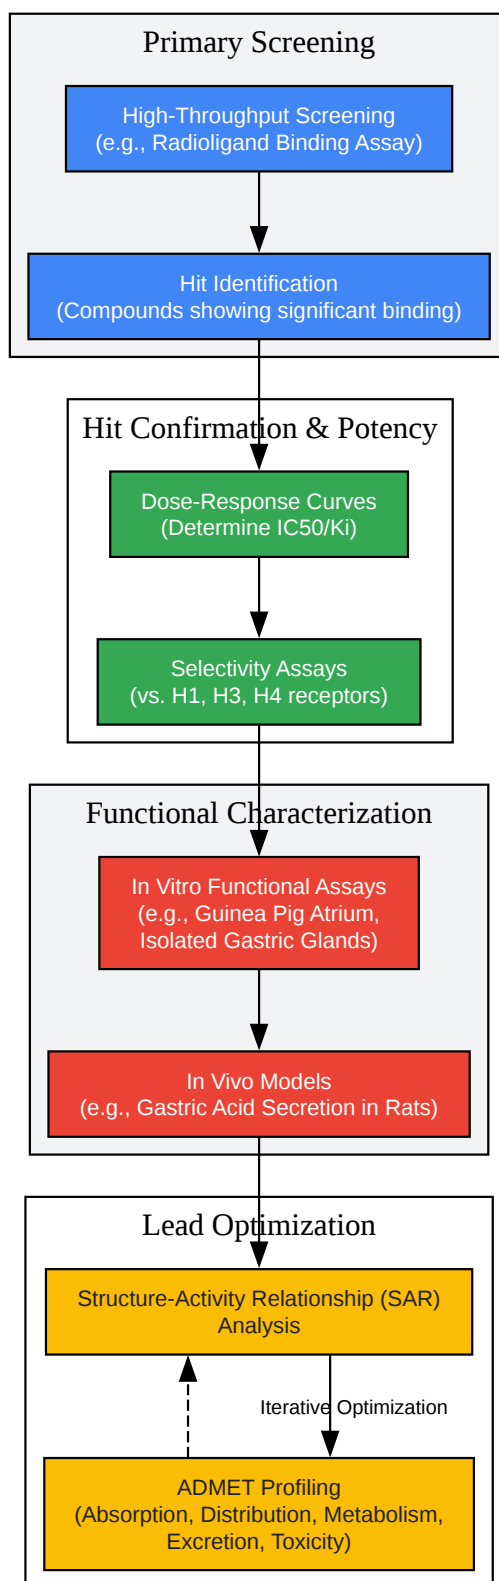 Primary Screening
High-Throughput Screening
(e.g., Radioligand Binding Assay)
Hit Identification
(Compounds showing significant binding)
Hit Confirmation & Potency
Dose-Response Curves
(Determine IC50/Ki)
Selectivity Assays
(vs. H1, H3, H4 receptors)
Functional Characterization
In Vitro Functional Assays
(e.g., Guinea Pig Atrium,
Isolated Gastric Glands)
In Vivo Models
(e.g., Gastric Acid Secretion in Rats)
Lead Optimization
Structure-Activity Relationship (SAR)
Analysis
Iterative Optimization
ADMET Profiling
(Absorption, Distribution, Metabolism,
Excretion, Toxicity)